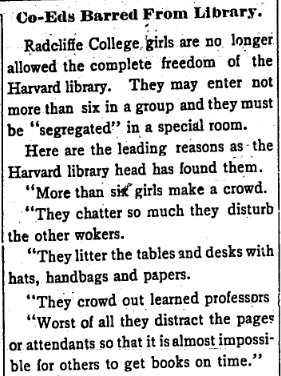 Co-Eds Barred From Library.
Radcliffe College girls are no longer
allowed the complete freedom of the
Harvard library. They may enter not
more than six in a group and they must
be "segregated" in a special room.
Here are the leading reasons as the
Harvard library head has found them.
"More than six girls make a crowd.
"They chatter so much they disturb
the other wokers.
"They litter the tables and desks with
hats, handbags and papers.
"They crowd out learned professors
"Worst of all they distract the pages
or attendants so that it is almost impossi-
ble for others to get books on time."